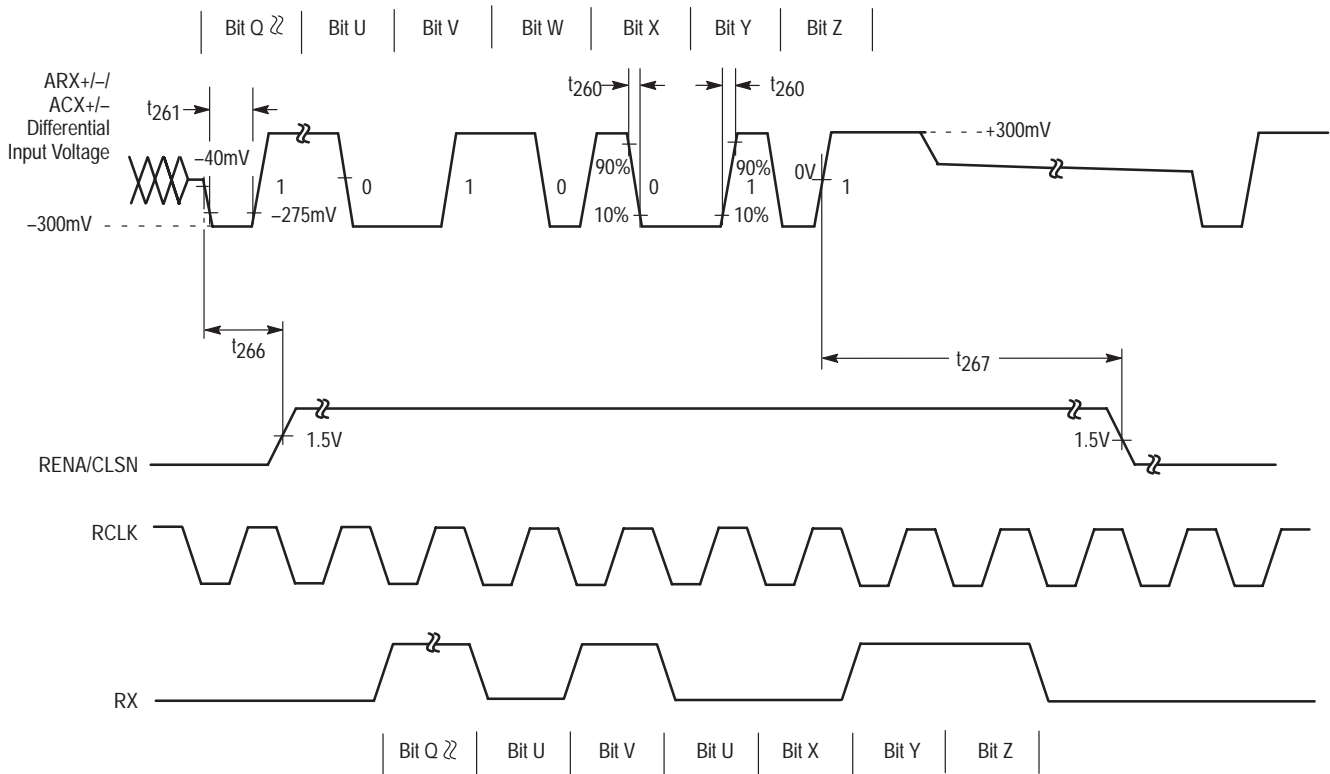 Bit Q Bit U Bit V Bit W Bit X Bit Y Bit Z
ARX+/–/
ACX+/–
Differential
Input Voltage
t261
t260
t260
–40mV
–275mV
–300mV
+300mV
1
0
1
0
90%
10%
0
90%
10%
1
0V
1
t266
t267
1.5V
1.5V
RENA/CLSN
RCLK
RX
Bit Q Bit U Bit V Bit U Bit X Bit Y Bit Z